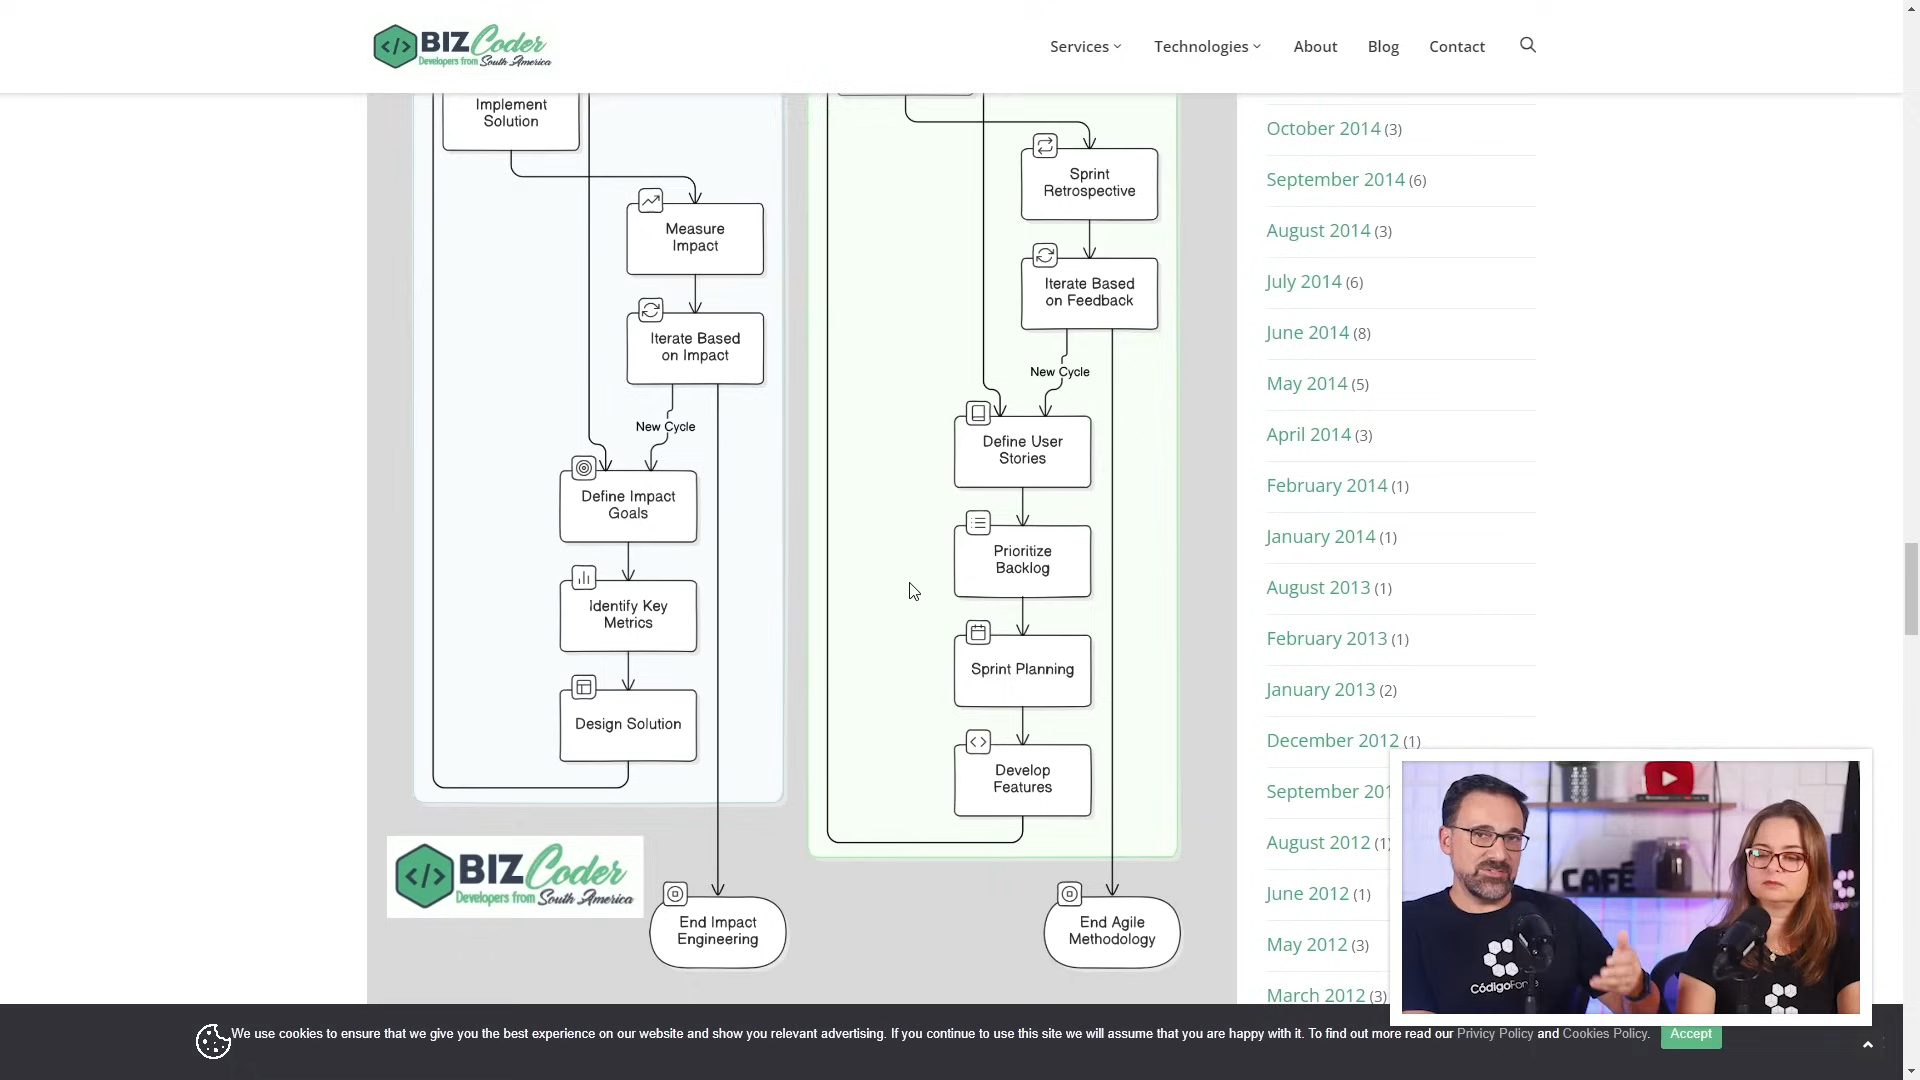 BIZCoder
Developers from South America
Services
Technologies
About
Blog
Contact
Implement
Solution
Measure
Impact
Iterate Based
on Impact
New Cycle
Define Impact
Goals
Identify Key
Metrics
Design Solution
BIZCoder
Developers from South America
End Impact
Engineering
Sprint
Retrospective
Iterate Based
on Feedback
New Cycle
Define User
Stories
Prioritize
Backlog
Sprint Planning
Develop
Features
End Agile
Methodology
October 2014 (3)
September 2014 (6)
August 2014 (3)
July 2014 (6)
June 2014 (8)
May 2014 (5)
April 2014 (3)
February 2014 (1)
January 2014 (1)
August 2013 (1)
February 2013 (1)
January 2013 (2)
December 2012 (1)
September 201
August 2012 (1)
June 2012 (1)
May 2012 (3)
March 2012 (3)
CAFÉ
CódigoFon
We use cookies to ensure that we give you the best experience on our website and show you relevant advertising. If you continue to use this site we will assume that you are happy with it. To find out more read our Privicy Policy and Cookies Policy.
Accept